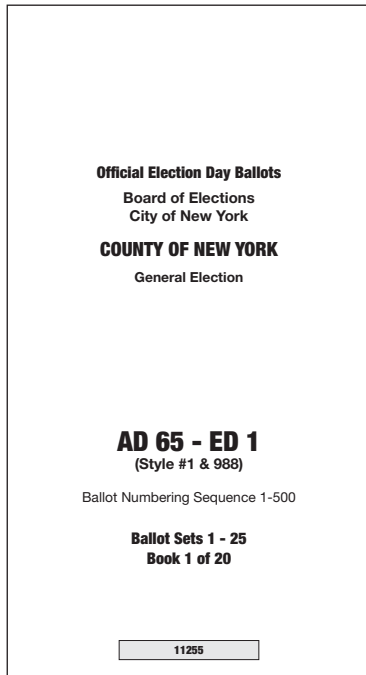 Official Election Day Ballots
Board of Elections
City of New York
COUNTY OF NEW YORK
General Election
AD 65 - ED 1
(Style #1 & 988)
Ballot Numbering Sequence 1-500
Ballot Sets 1 - 25
Book 1 of 20
11255